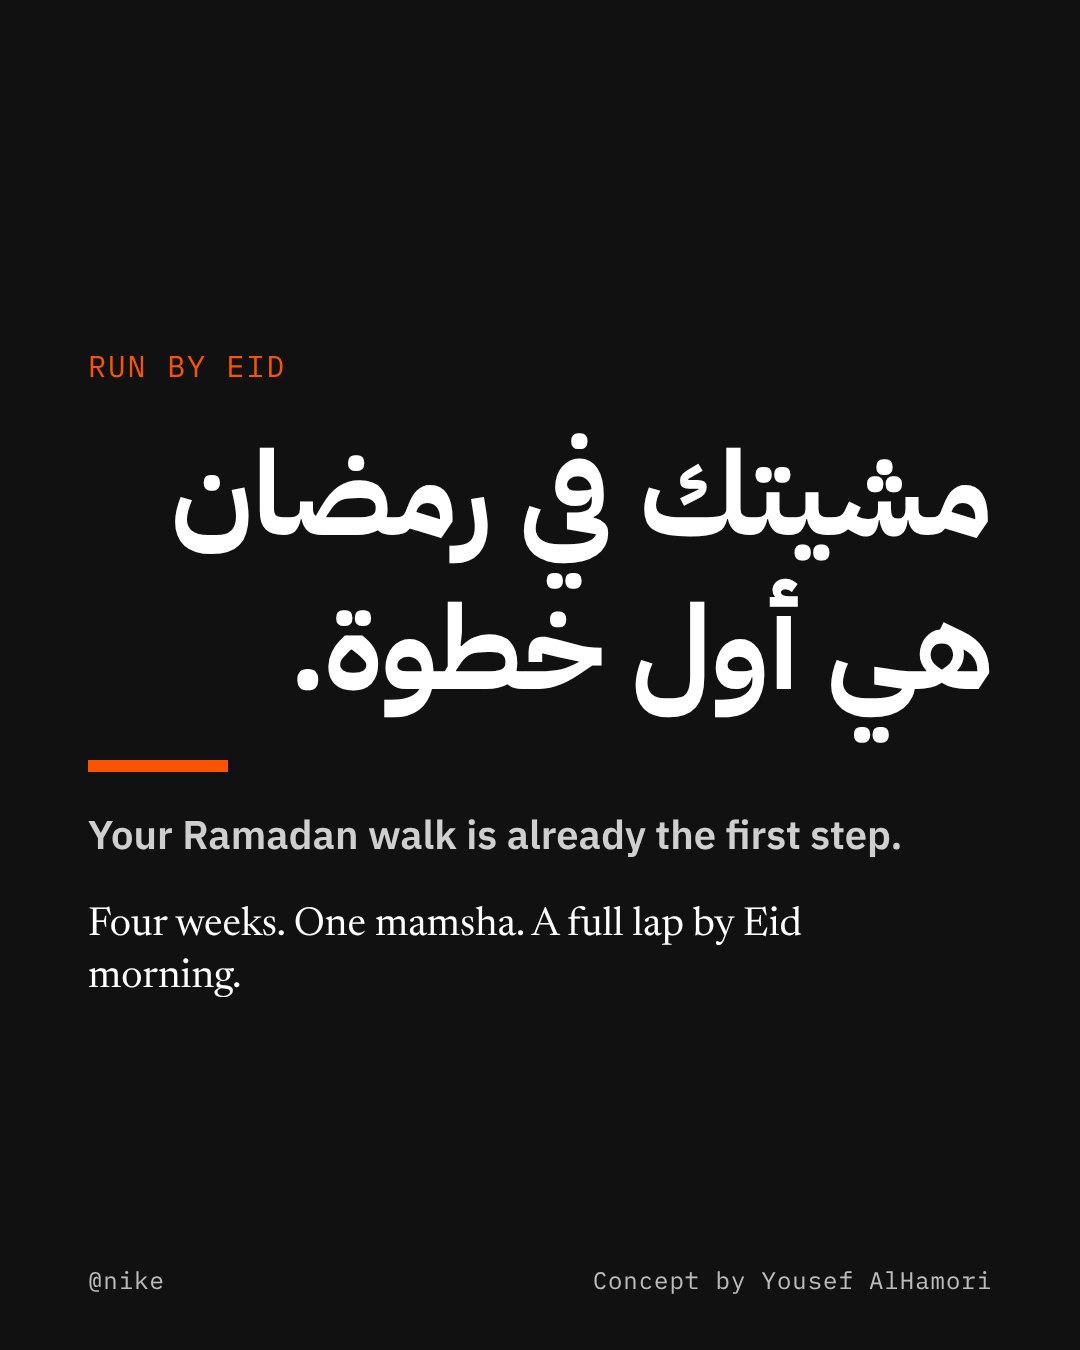 RUN BY EID
مشيتك في رمضان
هي أول خطوة.
Your Ramadan walk is already the first step.
Four weeks. One mamsha. A full lap by Eid
morning.
@nike
Concept by Yousef AlHamori